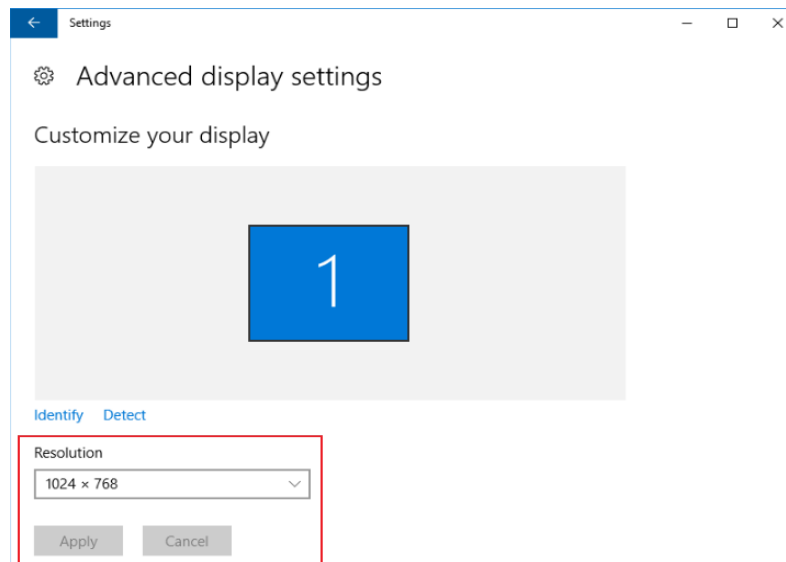 Settings
Advanced display settings
Customize your display
1
Identify Detect
Resolution
1024 × 768
Apply Cancel